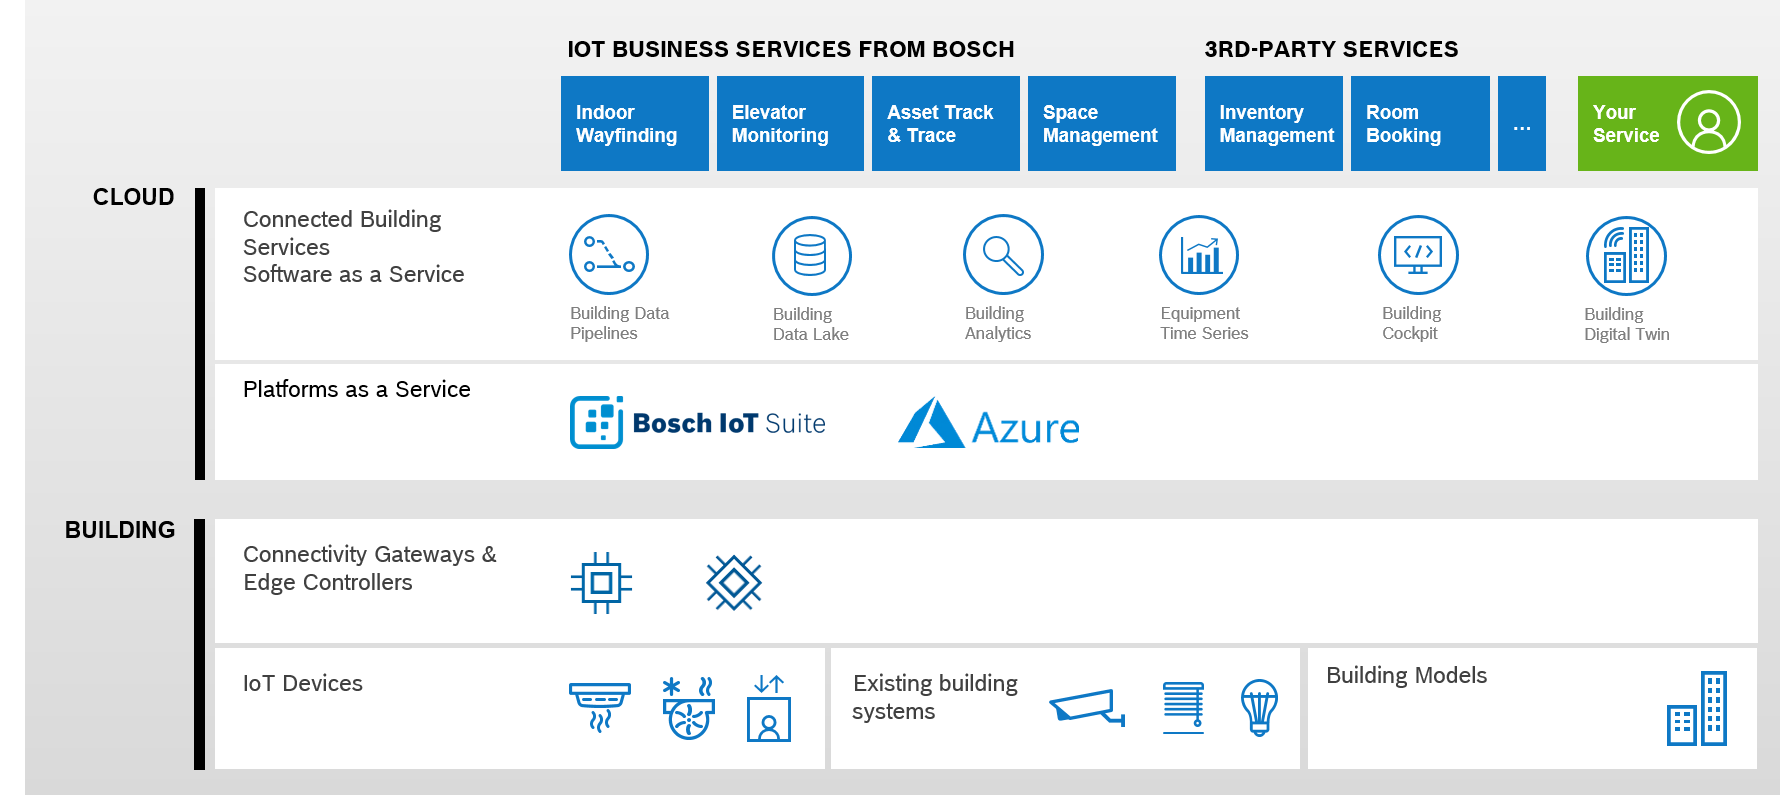 IOT BUSINESS SERVICES FROM BOSCH
3RD-PARTY SERVICES
Indoor
Wayfinding
Elevator
Monitoring
Asset Track
& Trace
Space
Management
Inventory
Management
Room
Booking
...
Your
Service
CLOUD
Connected Building
Services
Software as a Service
Building Data
Pipelines
Building
Data Lake
Building
Analytics
Equipment
Time Series
Building
Cockpit
Building
Digital Twin
Platforms as a Service
Bosch IoT Suite
Azure
BUILDING
Connectivity Gateways &
Edge Controllers
IoT Devices
Existing building
systems
Building Models